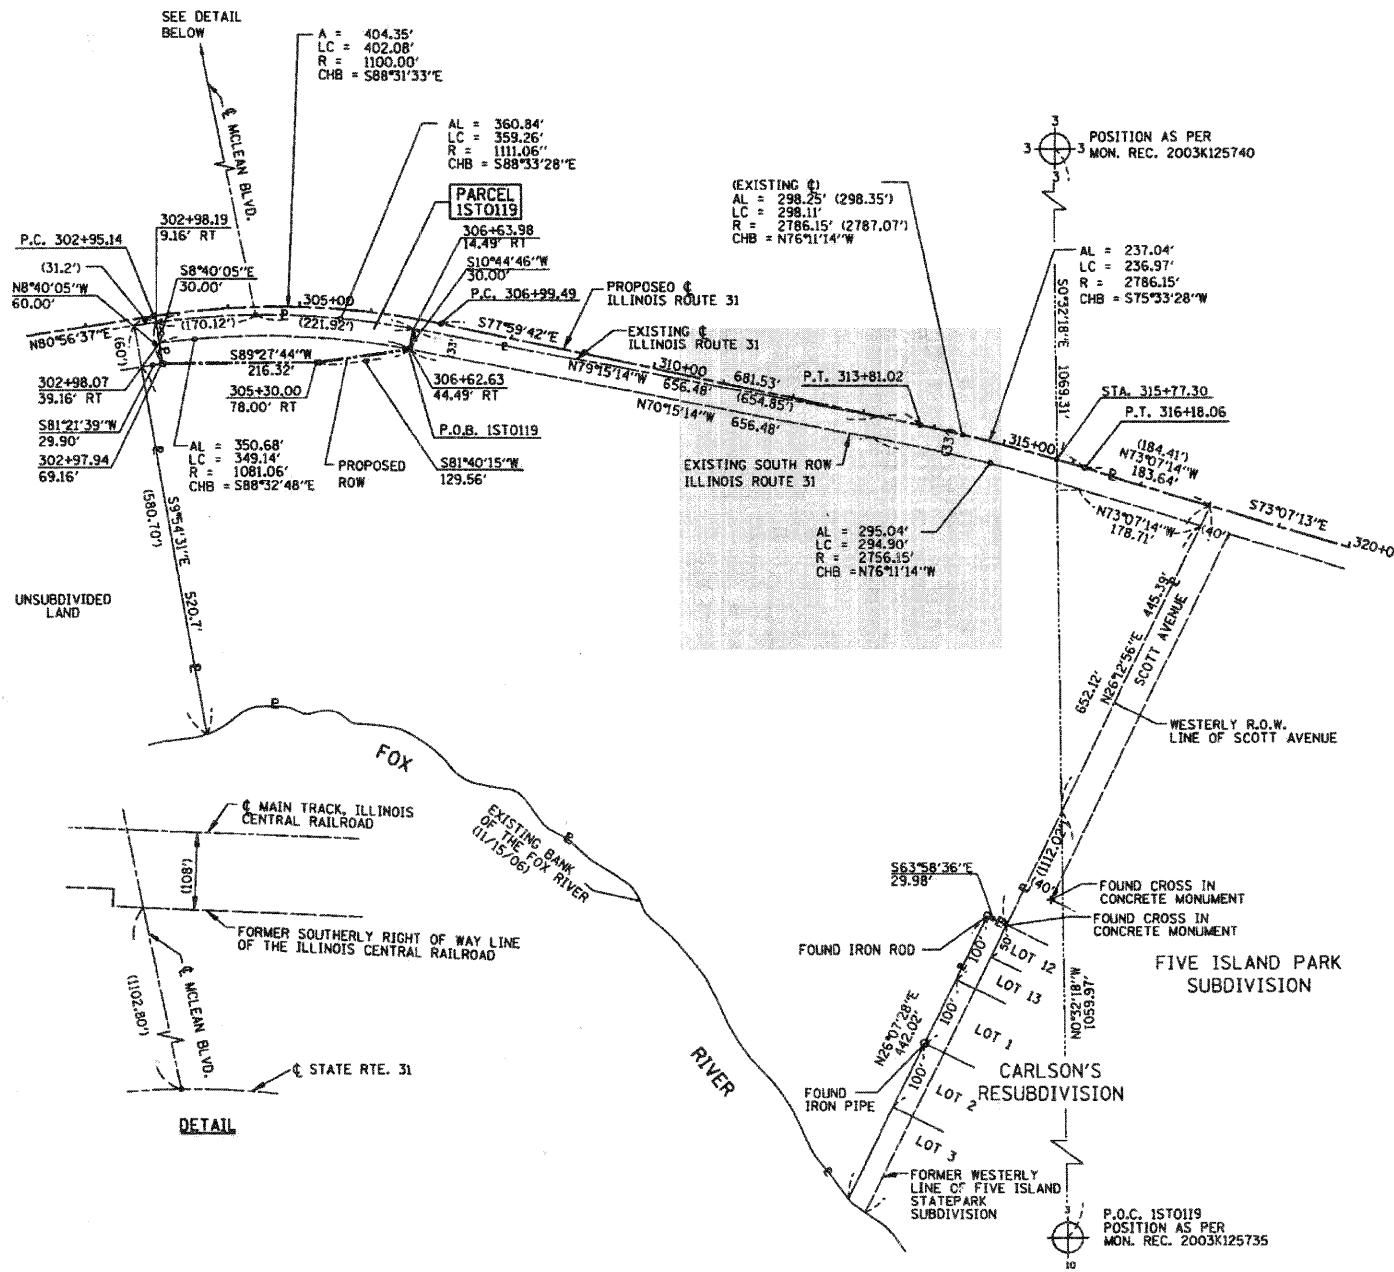 SEE DETAIL
BELOW
A = 404.35'
LC = 402.08'
R = 1100.00'
CHB = S88°31'33"E
℄ MCLEAN BLVD.
AL = 360.84'
LC = 359.26'
R = 1111.06''
CHB = S88°33'28"E
PARCEL
1ST0119
302+98.19
9.16' RT
P.C. 302+95.14
(31.2')
N8°40'05"W
60.00'
S8°40'05"E
30.00'
306+63.98
14.49' RT
S10°44'46"W
30.00'
P.C. 306+99.49
(EXISTING ℄)
AL = 298.25' (298.35')
LC = 298.11'
R = 2786.15' (2787.07')
CHB = N76°11'14"W
3
3 3
3
POSITION AS PER
MON. REC. 2003K125740
AL = 237.04'
LC = 236.97'
R = 2786.15'
CHB = S75°33'28"W
S0°32'18"E
1069.31'
N80°56'37"E
(60')
(170.12')
305+00
(221.92')
33'
S77°59'42"E
PROPOSED ℄
ILLINOIS ROUTE 31
EXISTING ℄
ILLINOIS ROUTE 31
S89°27'44"W
216.32'
305+30.00
78.00' RT
302+98.07
39.16' RT
S81°21'39"W
29.90'
302+97.94
69.16'
AL = 350.68'
LC = 349.14'
R = 1081.06'
CHB = S88°32'48"E
PROPOSED
ROW
306+62.63
44.49' RT
P.O.B. 1ST0119
S81°40'15"W
129.56'
N79°15'14"W
656.48'
310+00
681.53'
(654.85')
N70°15'14"W
656.48'
P.T. 313+81.02
EXISTING SOUTH ROW
ILLINOIS ROUTE 31
(33')
315+00
STA. 315+77.30
P.T. 316+18.06
(184.41')
N73°07'14"W
183.64'
N73°07'14"W
178.71'
(40')
S73°07'13"E
320+0
AL = 295.04'
LC = 294.90'
R = 2756.15'
CHB =N76°11'14"W
S9°54'31"E
(580.70')
520.7'
UNSUBDIVIDED
LAND
652.12'
N26°12'56"E
445.39'
SCOTT AVENUE
WESTERLY R.O.W.
LINE OF SCOTT AVENUE
FOX
RIVER
EXISTING BANK
OF THE FOX RIVER
(11/15/06)
℄ MAIN TRACK, ILLINOIS
CENTRAL RAILROAD
(108')
FORMER SOUTHERLY RIGHT OF WAY LINE
OF THE ILLINOIS CENTRAL RAILROAD
(1102.80')
℄ MCLEAN BLVD.
℄ STATE RTE. 31
DETAIL
(1112.02')
(40')
S63°58'36"E
29.98'
FOUND CROSS IN
CONCRETE MONUMENT
FOUND CROSS IN
CONCRETE MONUMENT
FOUND IRON ROD
100'
50'
LOT 12
LOT 13
100'
LOT 1
N26°07'28"E
442.02'
100'
LOT 2
LOT 3
FIVE ISLAND PARK
SUBDIVISION
N0°32'18"W
1059.97'
CARLSON'S
RESUBDIVISION
FOUND
IRON PIPE
FORMER WESTERLY
LINE OF FIVE ISLAND
STATEPARK
SUBDIVISION
3
10
P.O.C. 1ST0119
POSITION AS PER
MON. REC. 2003K125735